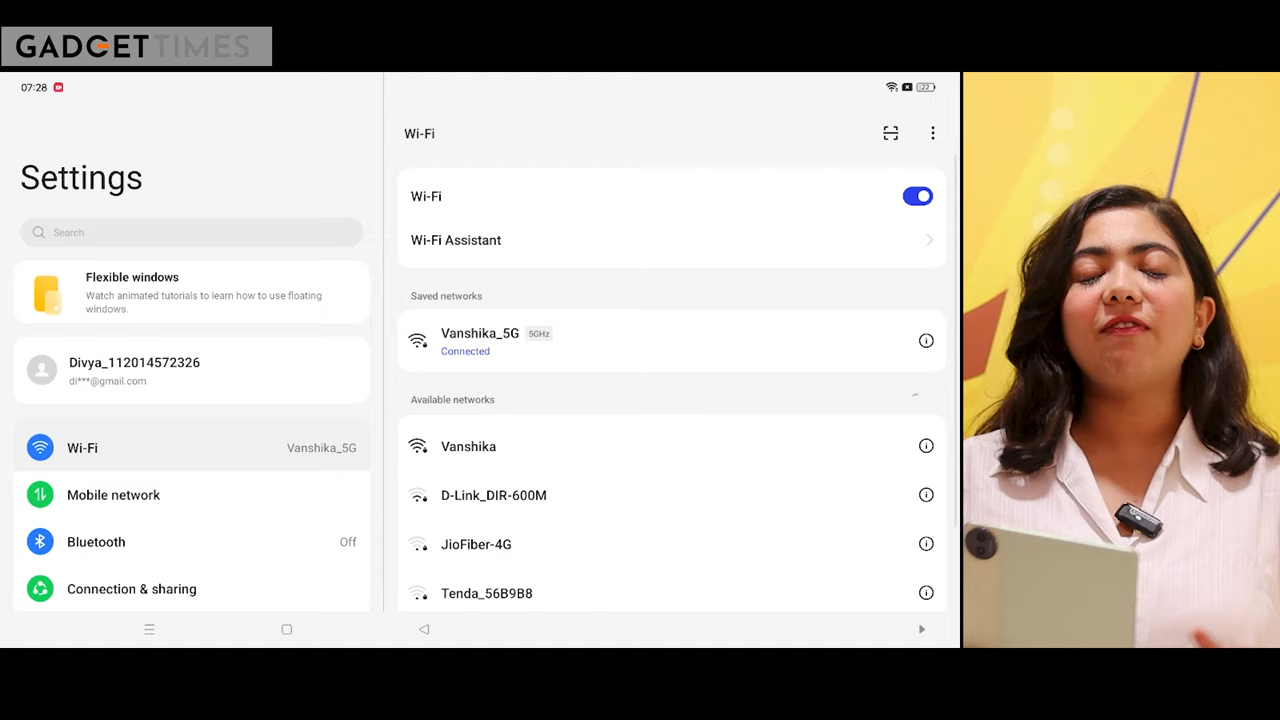 GADGETTIMES
07:28
22
Settings
Search
Flexible windows
Watch animated tutorials to learn how to use floating
windows.
Divya_112014572326
di***@gmail.com
Wi-Fi Vanshika_5G
Mobile network
Bluetooth Off
Connection & sharing
Wi-Fi
Wi-Fi
Wi-Fi Assistant
Saved networks
Vanshika_5G 5GHz
Connected
Available networks
Vanshika
D-Link_DIR-600M
JioFiber-4G
Tenda_56B9B8